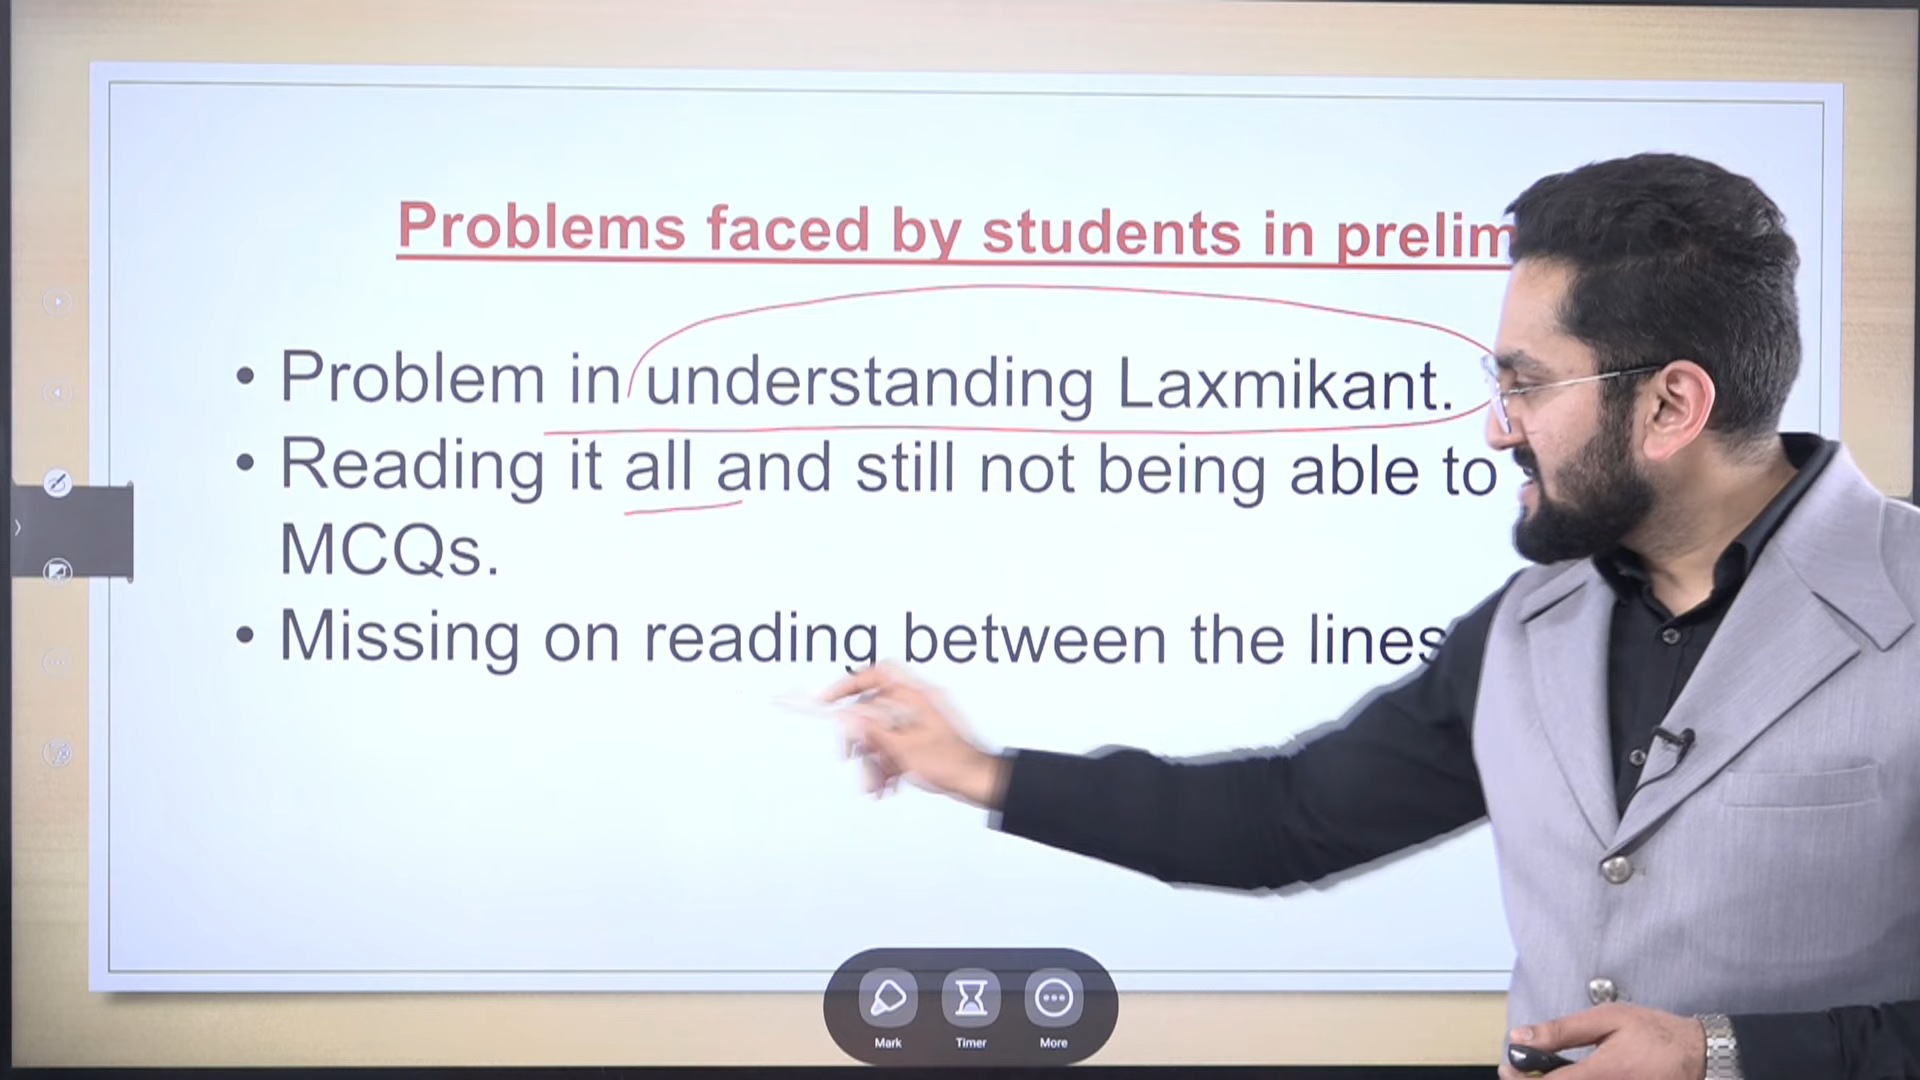 Problems faced by students in prelim
• Problem in understanding Laxmikant.
• Reading it all and still not being able to
MCQs.
• Missing on reading between the lines
Mark
Timer
More